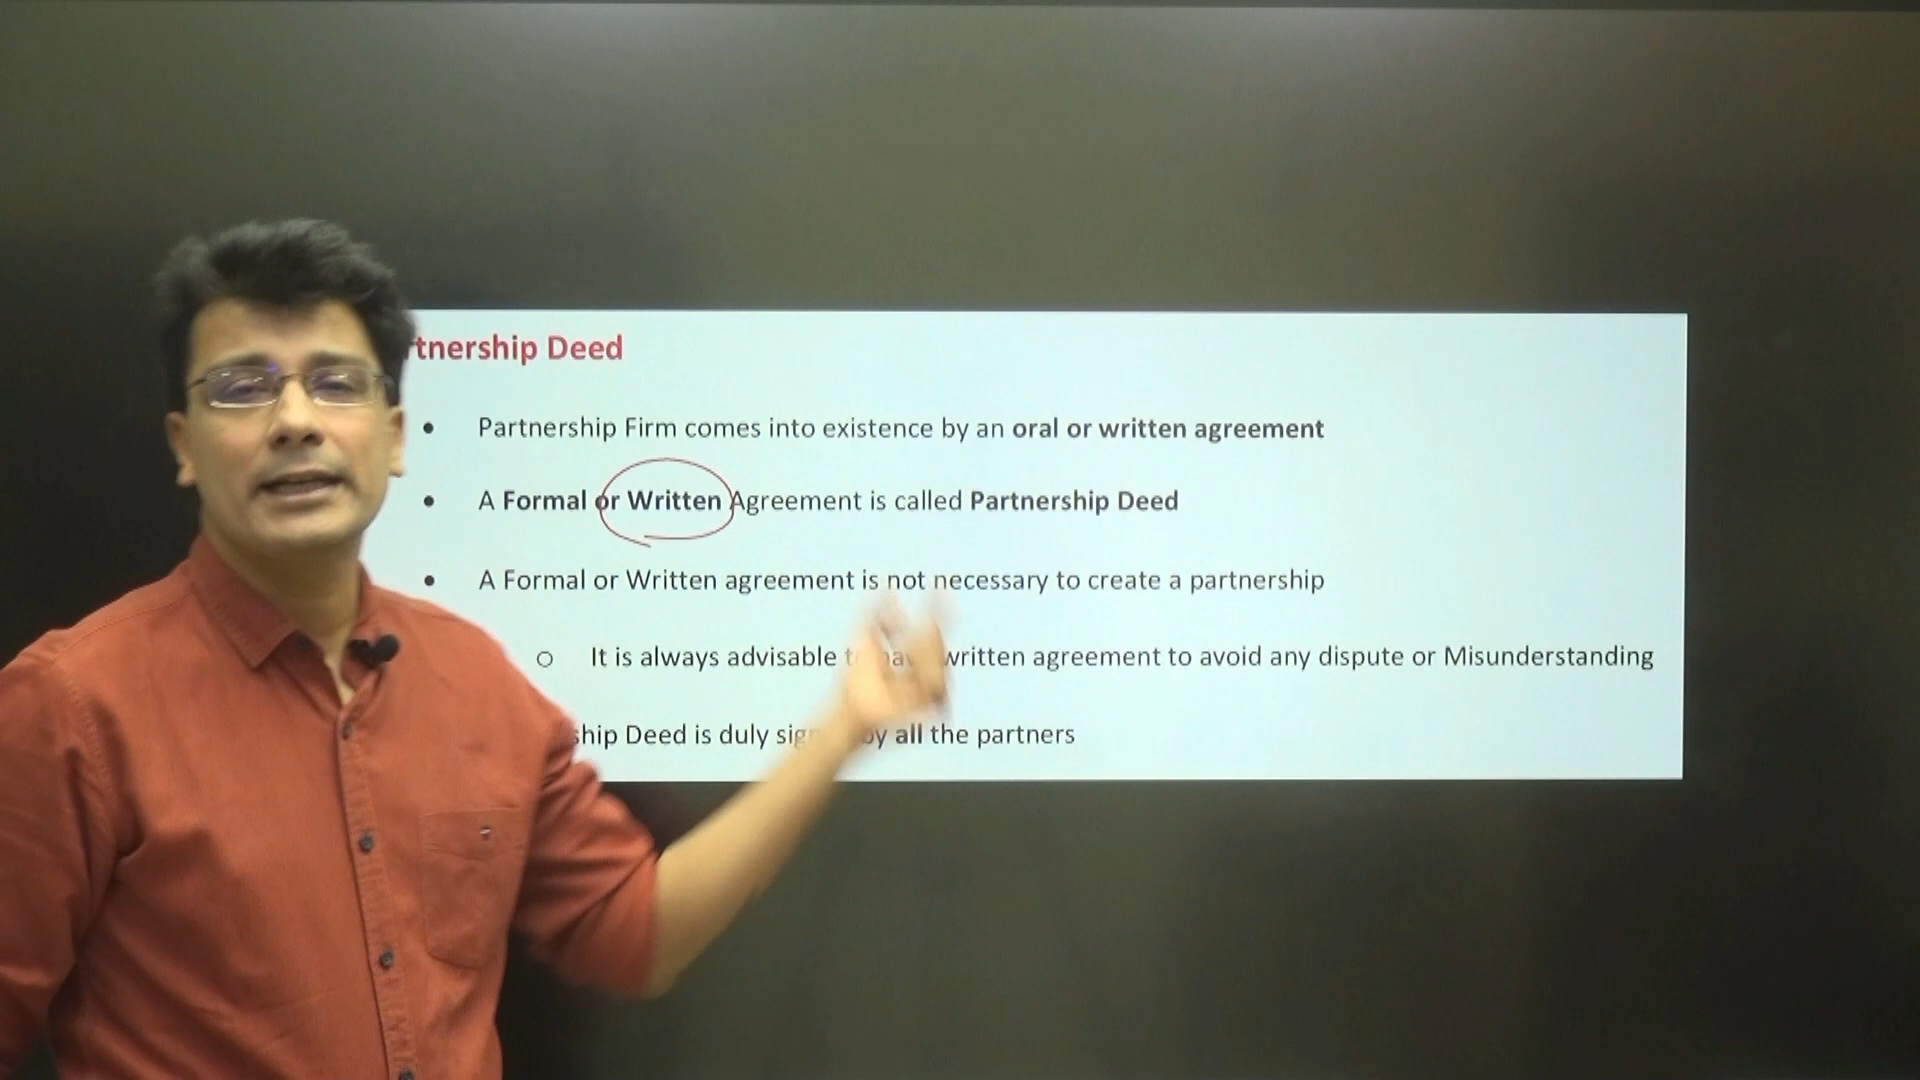 tnership Deed
• Partnership Firm comes into existence by an oral or written agreement
• A Formal or Written Agreement is called Partnership Deed
• A Formal or Written agreement is not necessary to create a partnership
o It is always advisable written agreement to avoid any dispute or Misunderstanding
ship Deed is duly by all the partners